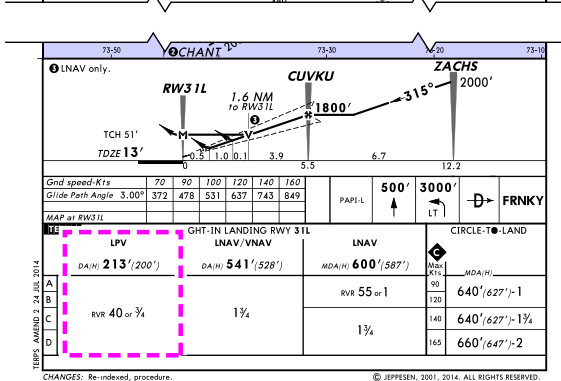 73-50 73-30 73-20 73-10
❷CHANT
❸LNAV only.
RW31L
1.6 NM
to RW31L
❸
CUVKU
1800'
315°
ZACHS
2000'
M V
TCH 51'
TDZE 13'
0.5 1.0 0.1 3.9 6.7
0 5.5 12.2
Gnd speed-Kts 70 90 100 120 140 160
Glide Path Angle 3.00° 372 478 531 637 743 849
MAP at RW31L
PAPI-L
500'
3000'
LT
D
FRNKY
GHT-IN LANDING RWY 31L
CIRCLE-TO-LAND
LPV
DA(H) 213'(200')
LNAV/VNAV
DA(H) 541'(528')
LNAV
MDA(H) 600'(587')
C
Max
Kts
MDA(H)
A
B
C
D
RVR 40 or ¾
1¾
RVR 55 or 1
1¾
90
120
640'(627')-1
140
640'(627')-1¾
165
660'(647')-2
TERPS AMEND 2 24 JUL 2014
CHANGES: Re-indexed, procedure.
© JEPPESEN, 2001, 2014. ALL RIGHTS RESERVED.